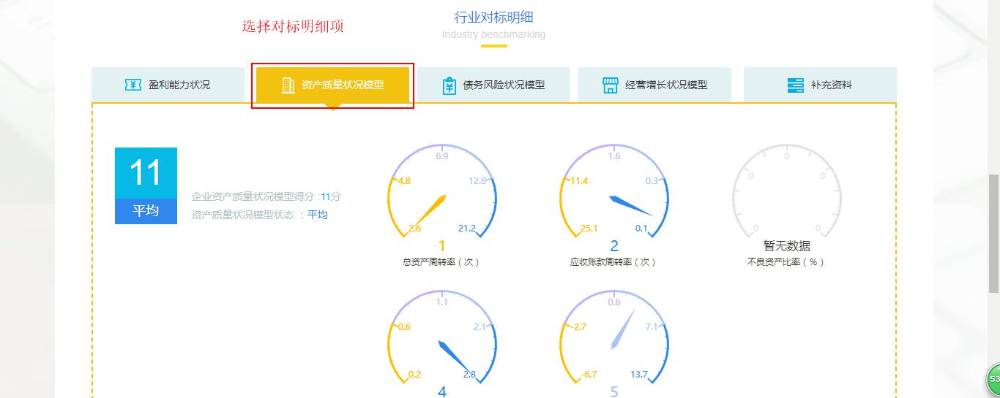 行业对标明细
选择对标明细项
Industry benchmarking
盈利能力状况
资产质量状况模型
债务风险状况模型
经营增长状况模型
补充资料
11
平均
企业资产质量状况模型得分 :11分
资产质量状况模型状态 ：平均
6.9
4.8
12.8
2.6
21.2
1
总资产周转率（次）
1.6
11.4
0.3
25.1
0.1
2
应收账款周转率（次）
0
0
0
0
0
暂无数据
不良资产比率（%）
1.1
0.6
2.1
0.2
2.8
4
0.6
-2.7
7.1
-6.7
13.7
5
53